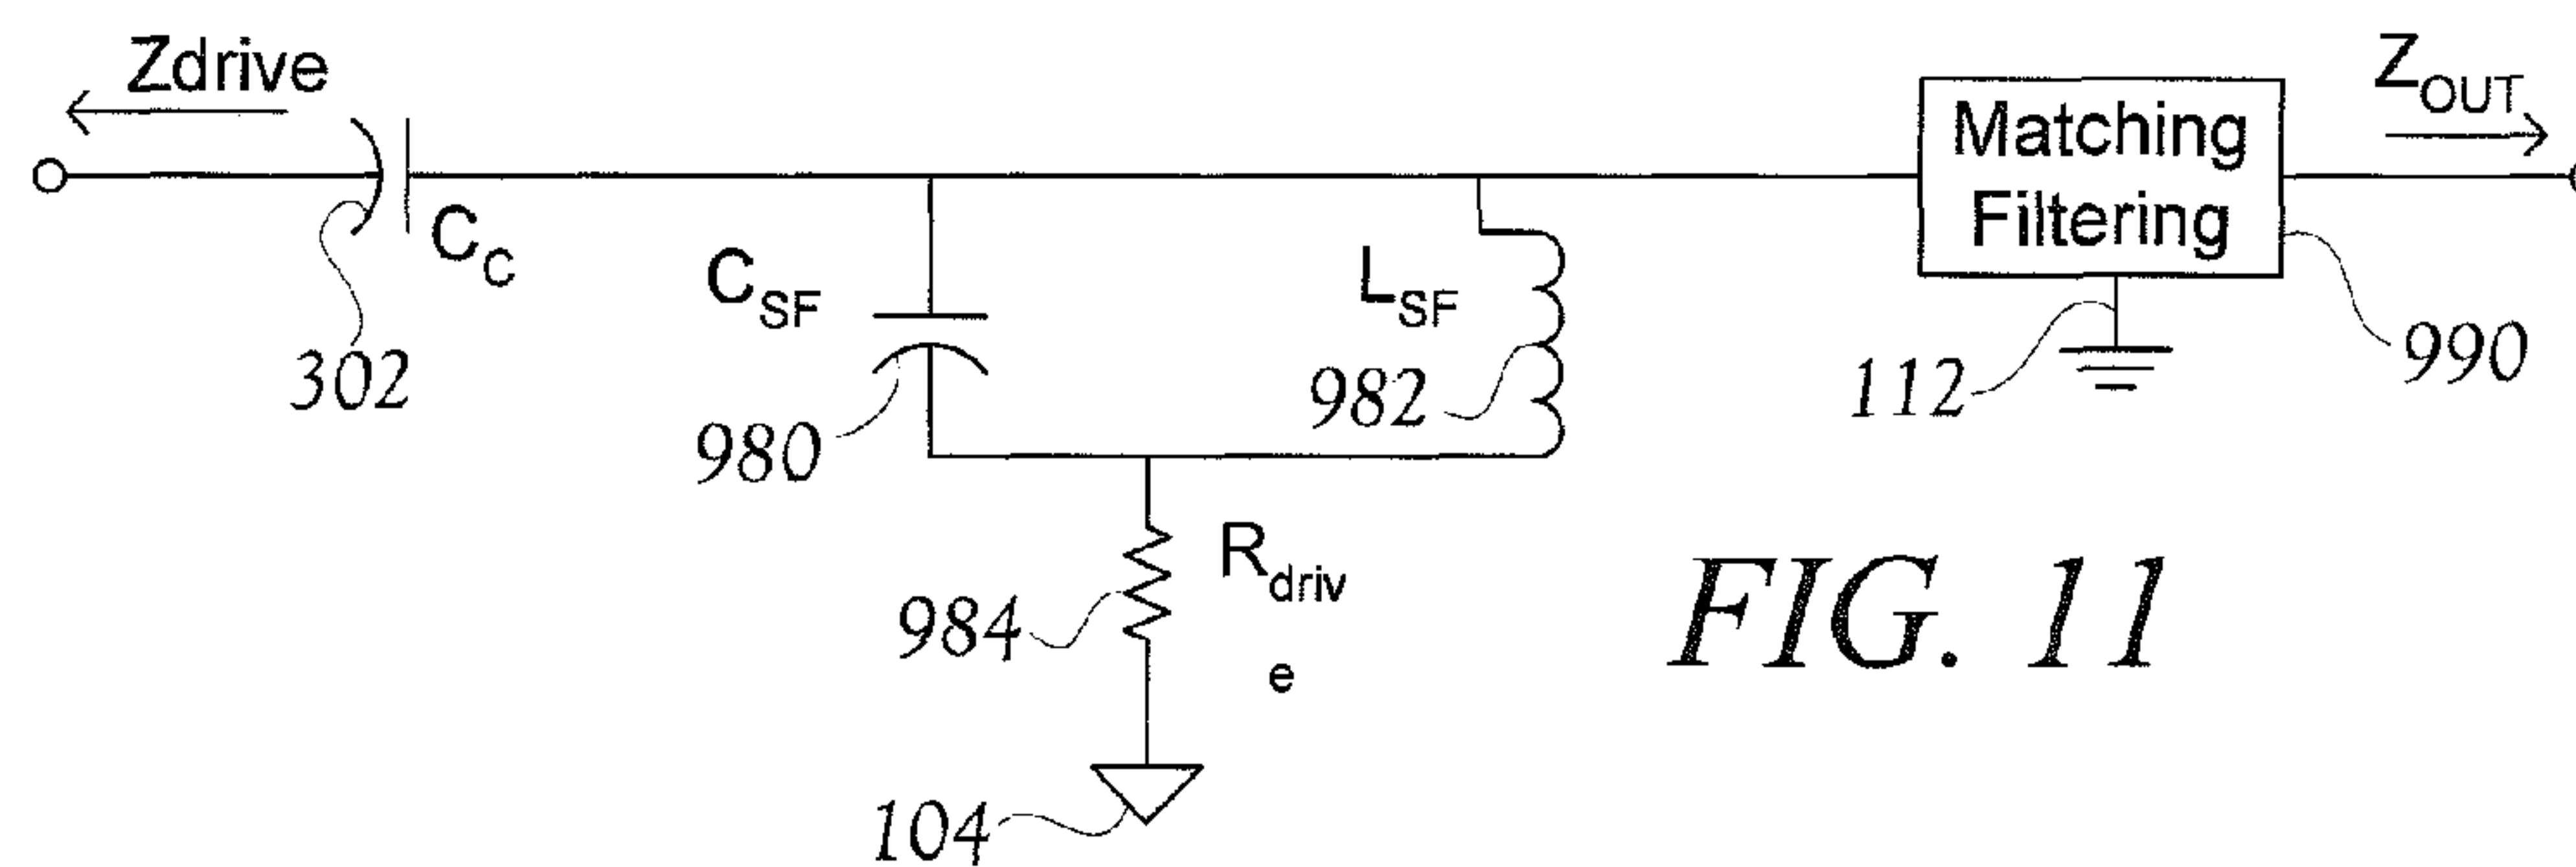 Zdrive
Z_OUT
Matching
Filtering
C_C
C_SF
L_SF
302
980
982
112
990
R_driv
e
984
104
FIG. 11